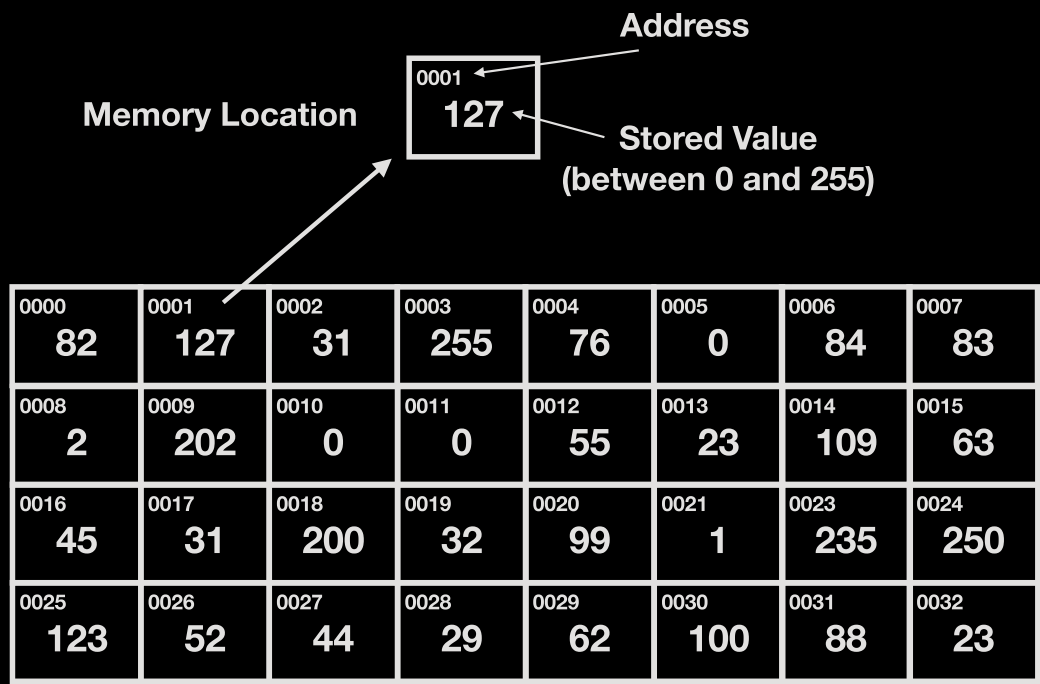 Address
0001
127
Memory Location
Stored Value
(between 0 and 255)
0000 0001 0002 0003 0004 0005 0006 0007
82 127 31 255 76 0 84 83
0008 0009 0010 0011 0012 0013 0014 0015
2 202 0 0 55 23 109 63
0016 0017 0018 0019 0020 0021 0023 0024
45 31 200 32 99 1 235 250
0025 0026 0027 0028 0029 0030 0031 0032
123 52 44 29 62 100 88 23